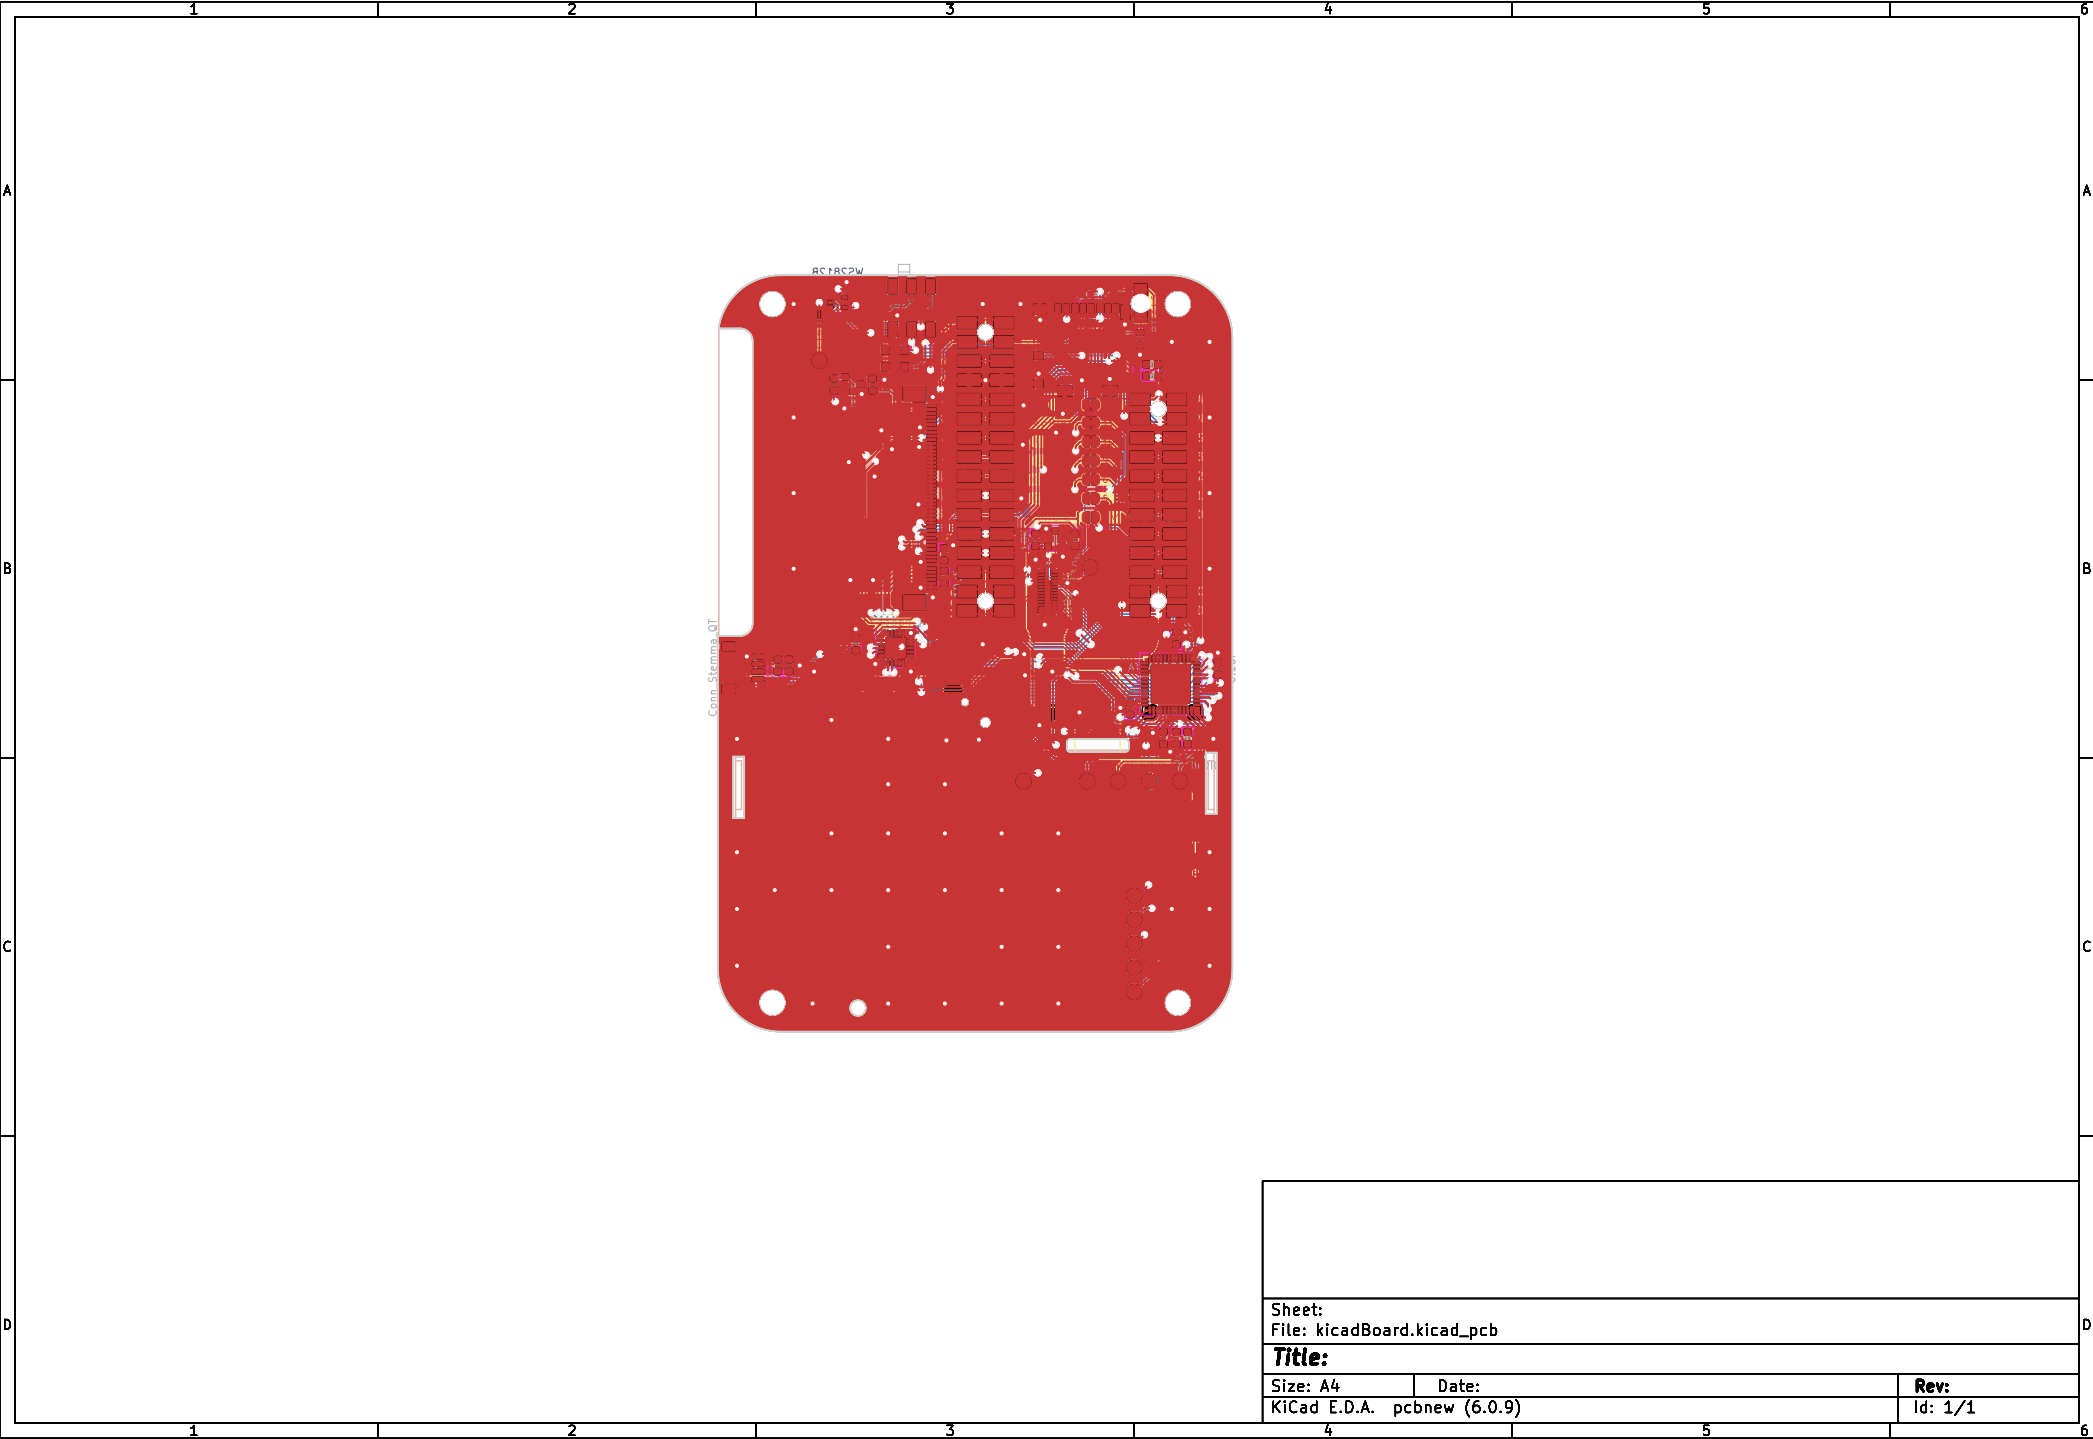 1 2 3 4 5 6
A A
WS2812B
B B
Conn_Stemma_QT
C C
D D
Sheet:
File: kicadBoard.kicad_pcb
Title:
Size: A4 Date: Rev:
KiCad E.D.A. pcbnew (6.0.9) Id: 1/1
1 2 3 4 5 6